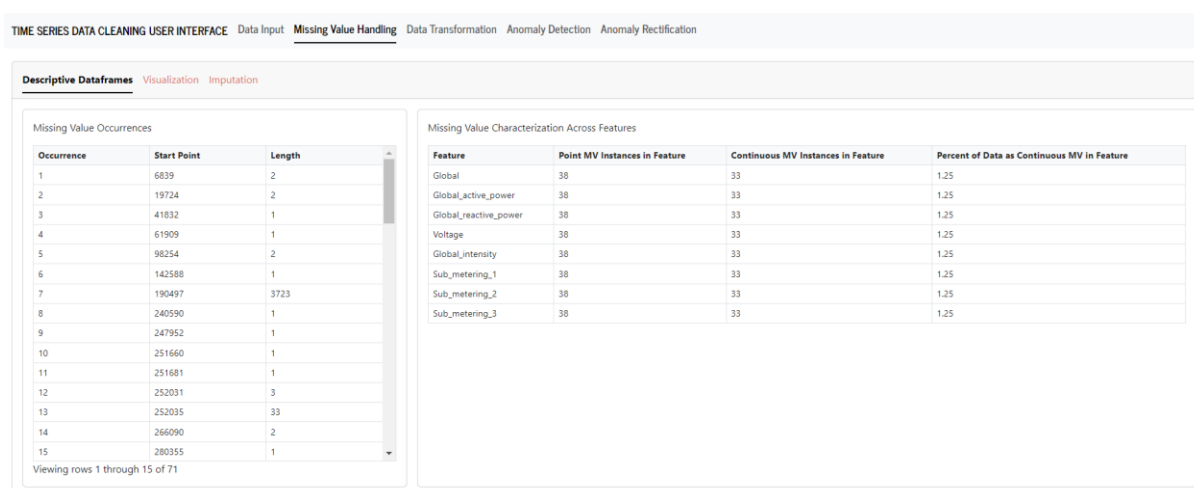 TIME SERIES DATA CLEANING USER INTERFACE Data Input Missing Value Handling Data Transformation Anomaly Detection Anomaly Rectification
Descriptive Dataframes Visualization Imputation
Missing Value Occurrences
Occurrence Start Point Length
1 6839 2
2 19724 2
3 41832 1
4 61909 1
5 98254 2
6 142588 1
7 190497 3723
8 240590 1
9 247952 1
10 251660 1
11 251681 1
12 252031 3
13 252035 33
14 266090 2
15 280355 1
Viewing rows 1 through 15 of 71
Missing Value Characterization Across Features
Feature Point MV Instances in Feature Continuous MV Instances in Feature Percent of Data as Continuous MV in Feature
Global 38 33 1.25
Global_active_power 38 33 1.25
Global_reactive_power 38 33 1.25
Voltage 38 33 1.25
Global_intensity 38 33 1.25
Sub_metering_1 38 33 1.25
Sub_metering_2 38 33 1.25
Sub_metering_3 38 33 1.25